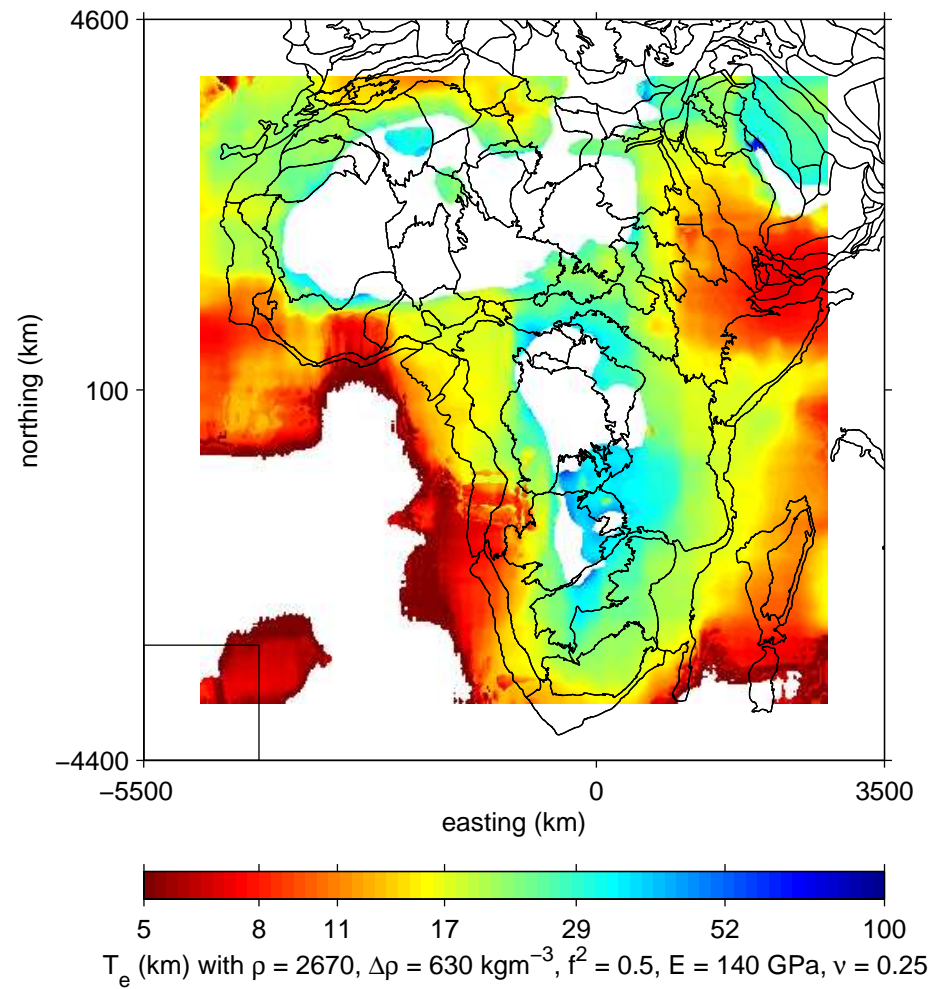 4600
northing (km)
100
−4400
−5500 0 3500
easting (km)
5 8 11 17 29 52 100
T_e (km) with ρ = 2670, Δρ = 630 kgm⁻³, f² = 0.5, E = 140 GPa, ν = 0.25